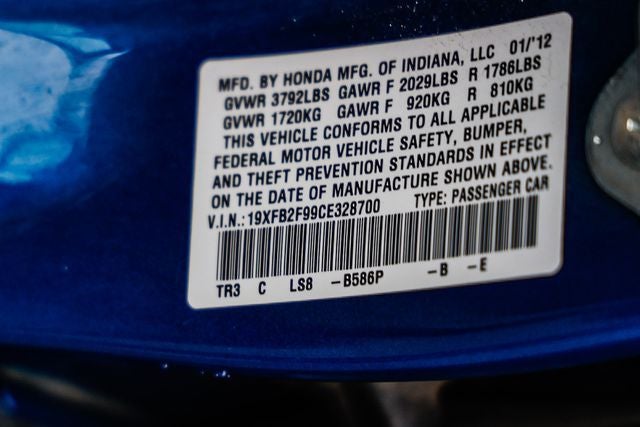 MFD. BY HONDA MFG. OF INDIANA, LLC 01/'12
GVWR 3792LBS GAWR F 2029LBS R 1786LBS
GVWR 1720KG GAWR F 920KG R 810KG
THIS VEHICLE CONFORMS TO ALL APPLICABLE
FEDERAL MOTOR VEHICLE SAFETY, BUMPER,
AND THEFT PREVENTION STANDARDS IN EFFECT
ON THE DATE OF MANUFACTURE SHOWN ABOVE.
V.I.N.: 19XFB2F99CE328700 TYPE: PASSENGER CAR
TR3 C LS8 -B586P -B -E